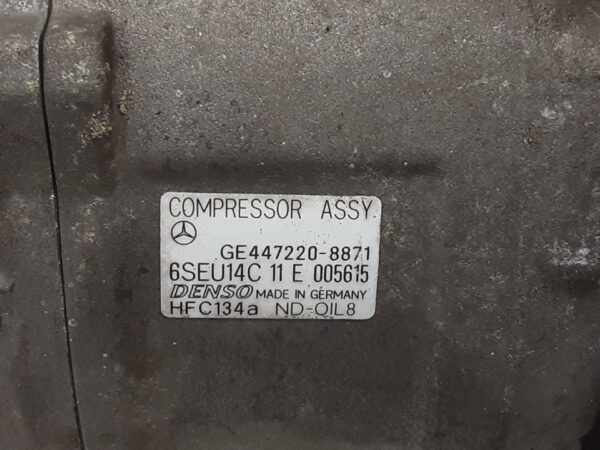 COMPRESSOR ASSY
GE447220-8871
6SEU14C 11 E 005615
DENSO MADE IN GERMANY
HFC134a ND-OIL8